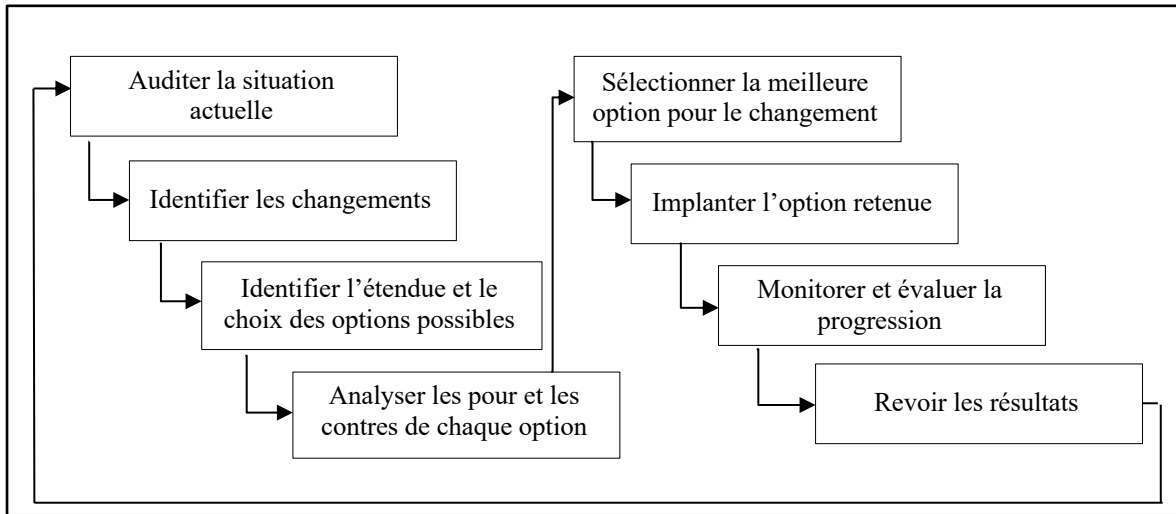 Auditer la situation
actuelle
Identifier les changements
Identifier l’étendue et le
choix des options possibles
Analyser les pour et les
contres de chaque option
Sélectionner la meilleure
option pour le changement
Implanter l’option retenue
Monitorer et évaluer la
progression
Revoir les résultats